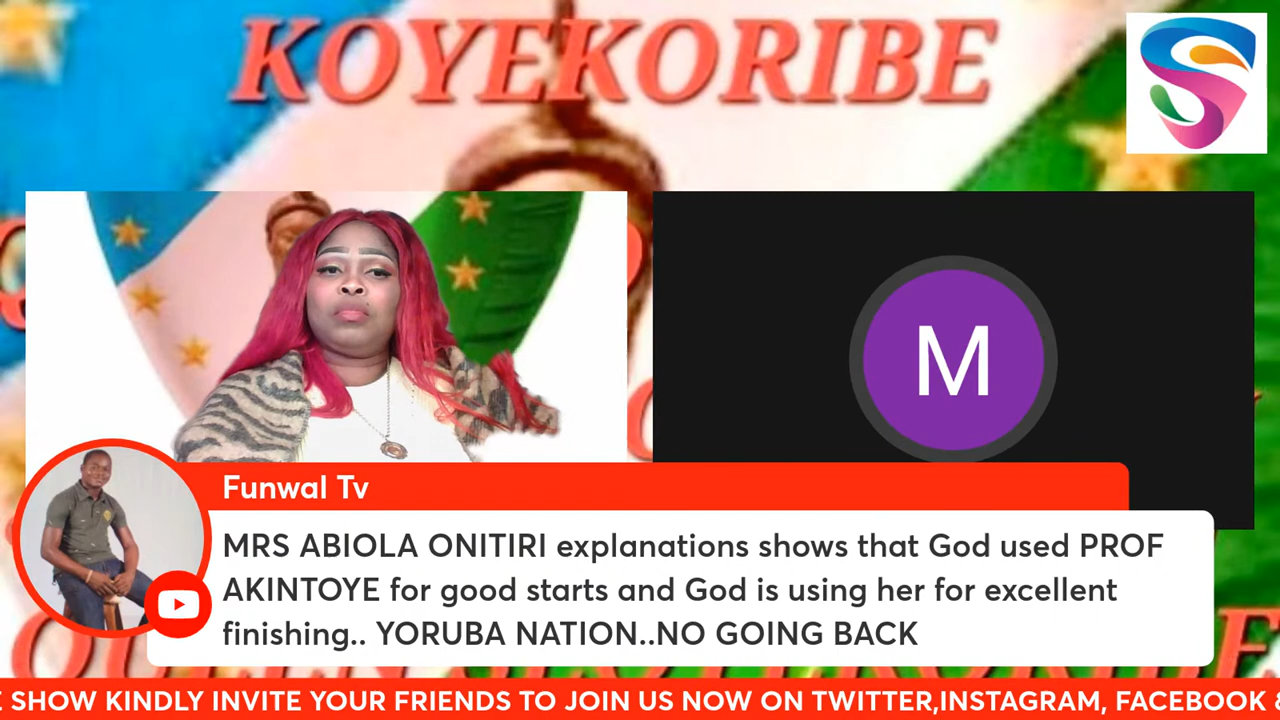 KOYEKORIBE
M
Funwal Tv
MRS ABIOLA ONITIRI explanations shows that God used PROF
AKINTOYE for good starts and God is using her for excellent
finishing.. YORUBA NATION..NO GOING BACK
SHOW KINDLY INVITE YOUR FRIENDS TO JOIN US NOW ON TWITTER,INSTAGRAM, FACEBOOK &